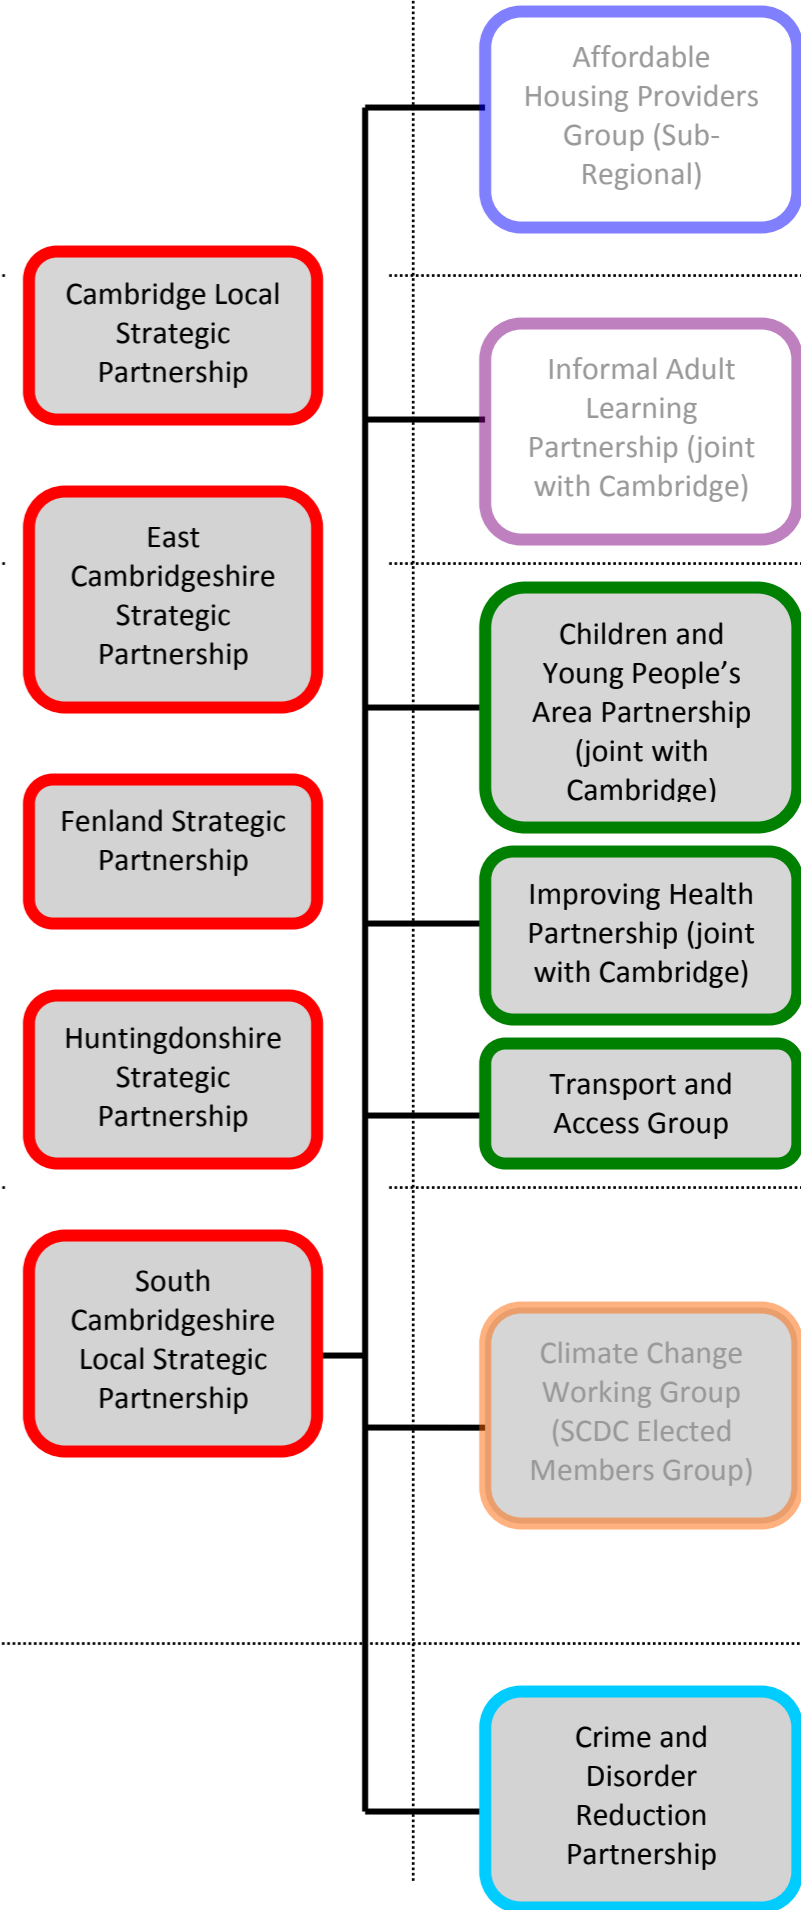 Affordable
Housing Providers
Group (Sub-
Regional)
Cambridge Local
Strategic
Partnership
Informal Adult
Learning
Partnership (joint
with Cambridge)
East
Cambridgeshire
Strategic
Partnership
Children and
Young People’s
Area Partnership
(joint with
Cambridge)
Fenland Strategic
Partnership
Improving Health
Partnership (joint
with Cambridge)
Huntingdonshire
Strategic
Partnership
Transport and
Access Group
South
Cambridgeshire
Local Strategic
Partnership
Climate Change
Working Group
(SCDC Elected
Members Group)
Crime and
Disorder
Reduction
Partnership